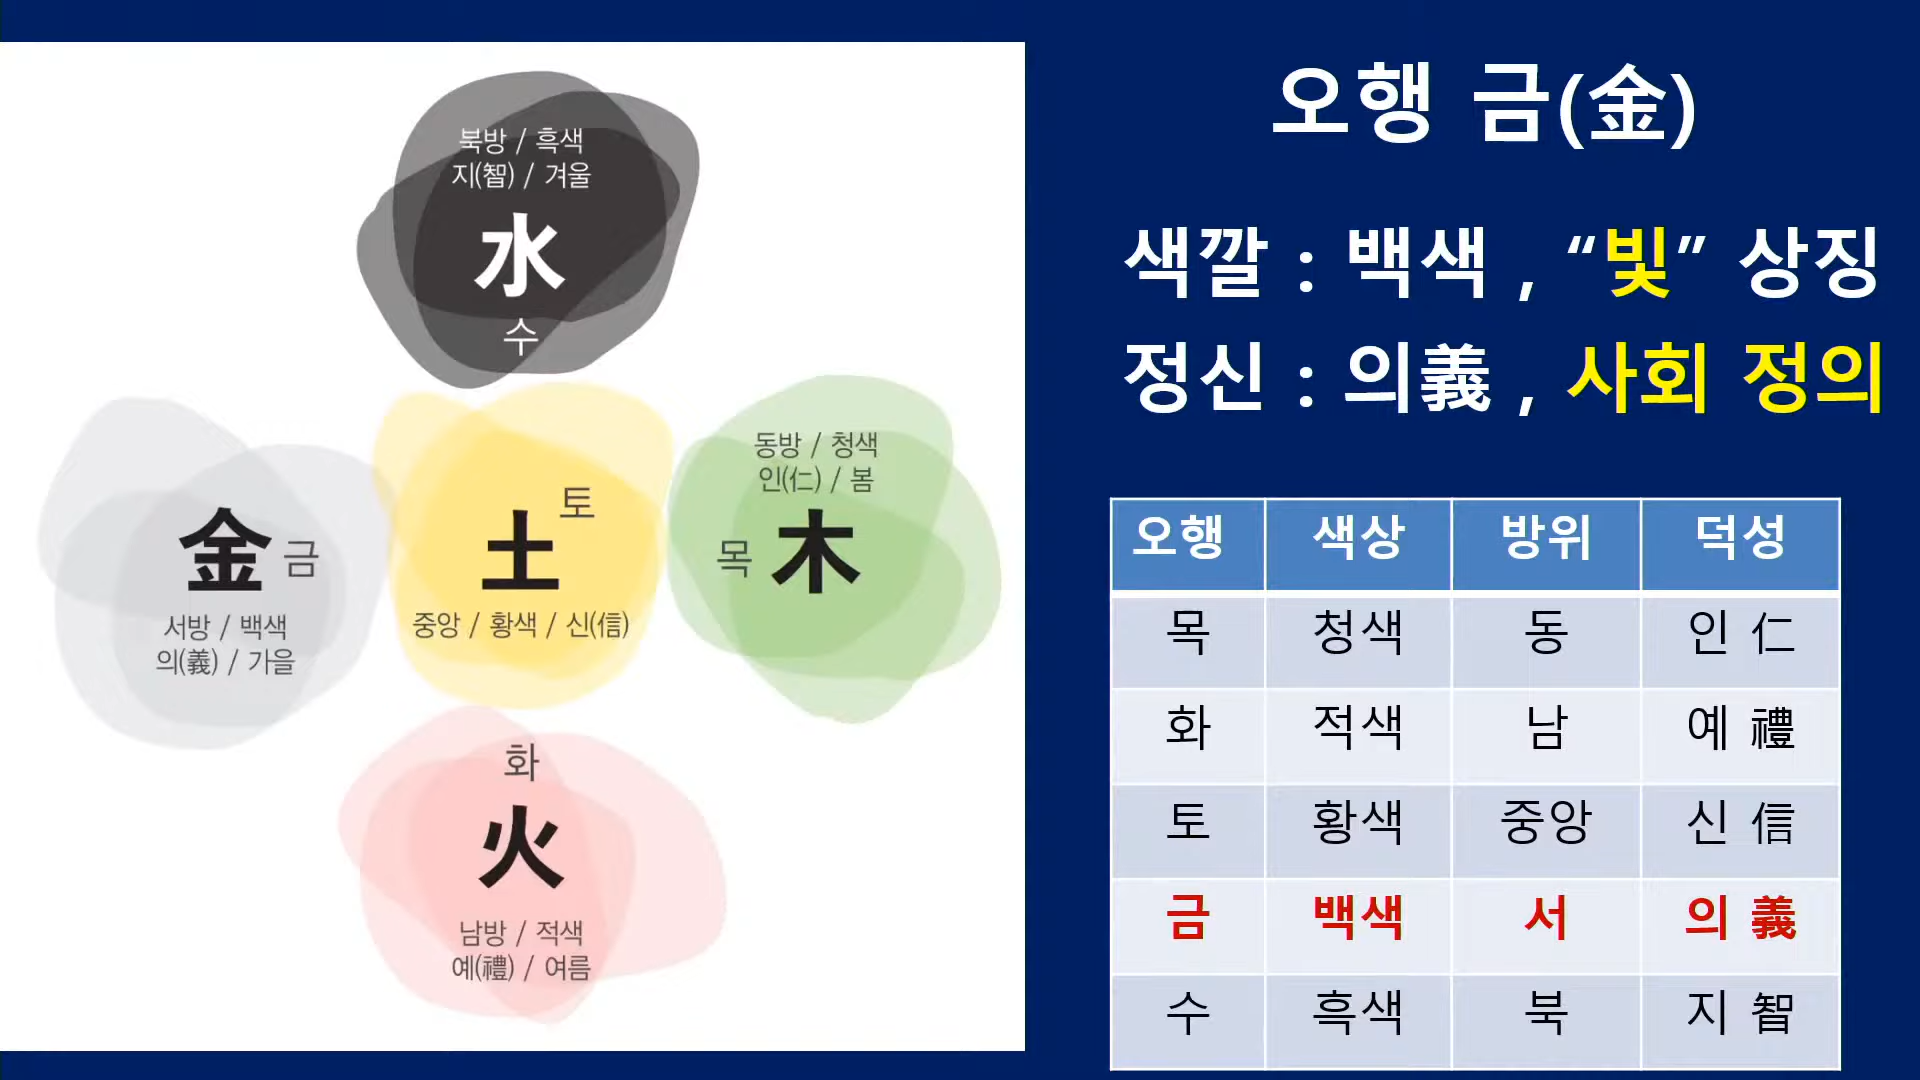 북방 / 흑색
지(智) / 겨울
水
수
金 금
서방 / 백색
의(義) / 가을
토
土
중앙 / 황색 / 신(信)
동방 / 청색
인(仁) / 봄
목 木
화
火
남방 / 적색
예(禮) / 여름
오행 금(金)
색깔 : 백색 , “빛” 상징
정신 : 의義 , 사회 정의
오행 색상 방위 덕성
목 청색 동 인 仁
화 적색 남 예 禮
토 황색 중앙 신 信
금 백색 서 의 義
수 흑색 북 지 智